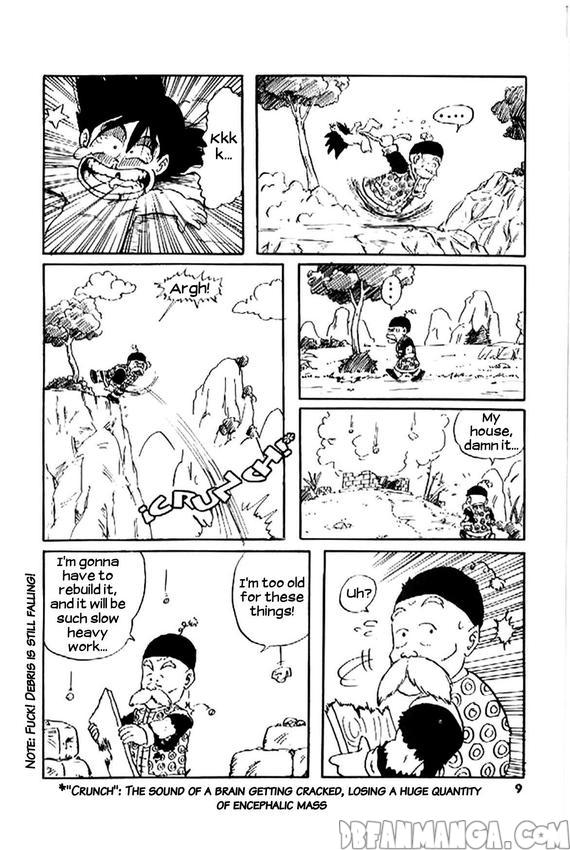 Kkk
k...
....
Argh!
¡CRUNCH!*
...
My
house,
damn it...
I'm gonna
have to
rebuild it,
and it will
be such slow
heavy
work...
I'm too old
for these
things!
Uh?
Note: Fuck! Debris is still falling!
*"Crunch": The sound of a brain getting cracked, losing a huge quantity
of encephalic mass
9
DBFANMANGA.COM